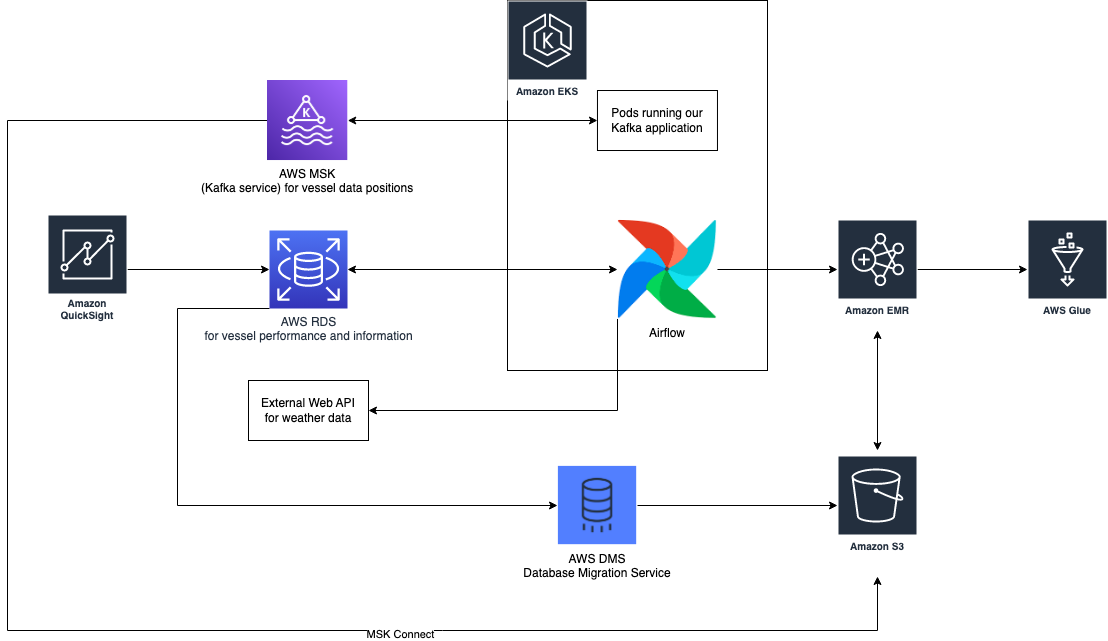 K
Amazon EKS
Pods running our
Kafka application
K
AWS MSK
(Kafka service) for vessel data positions
Amazon
QuickSight
AWS RDS
for vessel performance and information
Airflow
Amazon EMR
AWS Glue
External Web API
for weather data
AWS DMS
Database Migration Service
Amazon S3
MSK Connect